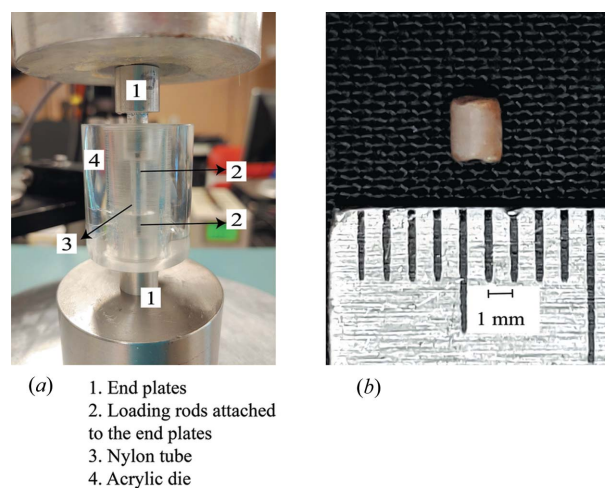 1
4
2
2
3
1
1 mm
(a)
(b)
1. End plates
2. Loading rods attached
to the end plates
3. Nylon tube
4. Acrylic die